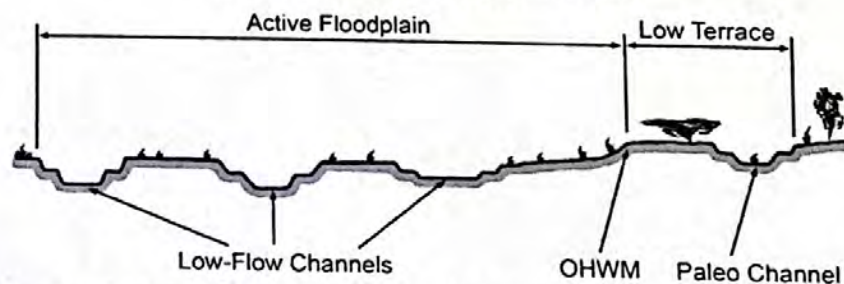 Active Floodplain
Low Terrace
Low-Flow Channels
OHWM
Paleo Channel